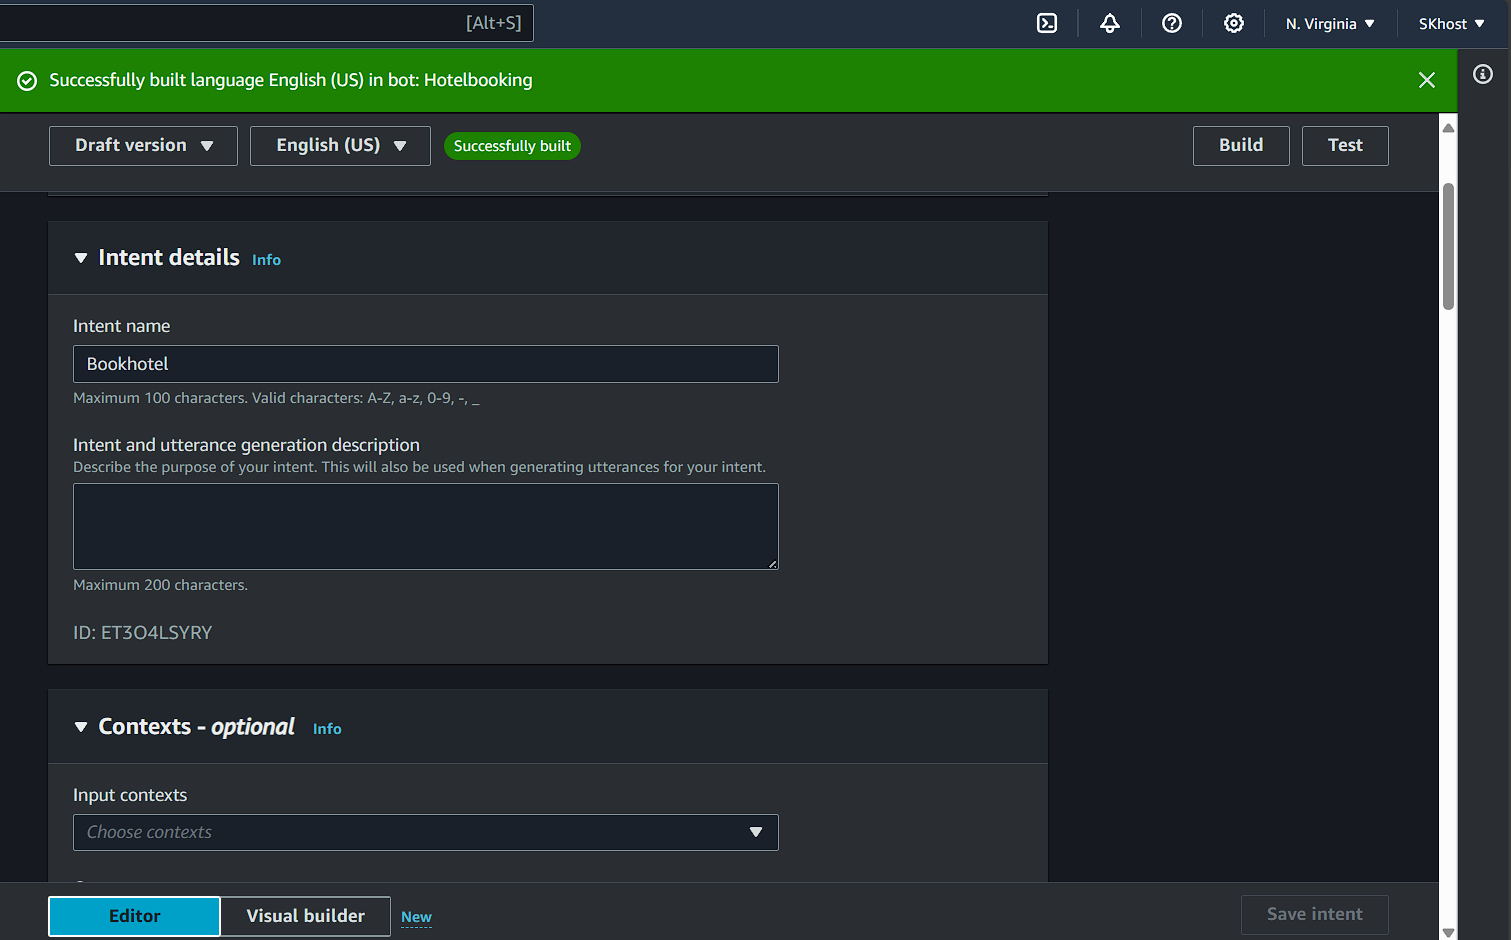 [Alt+S]
N. Virginia
SKhost
Successfully built language English (US) in bot: Hotelbooking
Draft version
English (US)
Successfully built
Build
Test
Intent details Info
Intent name
Bookhotel
Maximum 100 characters. Valid characters: A-Z, a-z, 0-9, -, _
Intent and utterance generation description
Describe the purpose of your intent. This will also be used when generating utterances for your intent.
Maximum 200 characters.
ID: ET3O4LSYRY
Contexts - optional Info
Input contexts
Choose contexts
Editor
Visual builder
New
Save intent